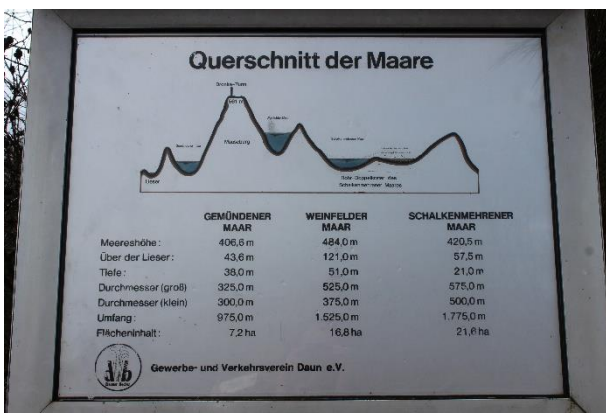 Querschnitt der Maare
Mäuseberg
Lieser
GEMÜNDENER MAAR WEINFELDER MAAR SCHALKENMEHRENER MAAR
Meereshöhe: 406,6 m 484,0 m 420,5 m
Über der Lieser: 43,6 m 121,0 m 57,5 m
Tiefe: 38,0 m 51,0 m 21,0 m
Durchmesser (groß) 325,0 m 525,0 m 575,0 m
Durchmesser (klein) 300,0 m 375,0 m 500,0 m
Umfang: 975,0 m 1.525,0 m 1.775,0 m
Flächeninhalt: 7,2 ha 16,8 ha 21,6 ha
Gewerbe- und Verkehrsverein Daun e.V.